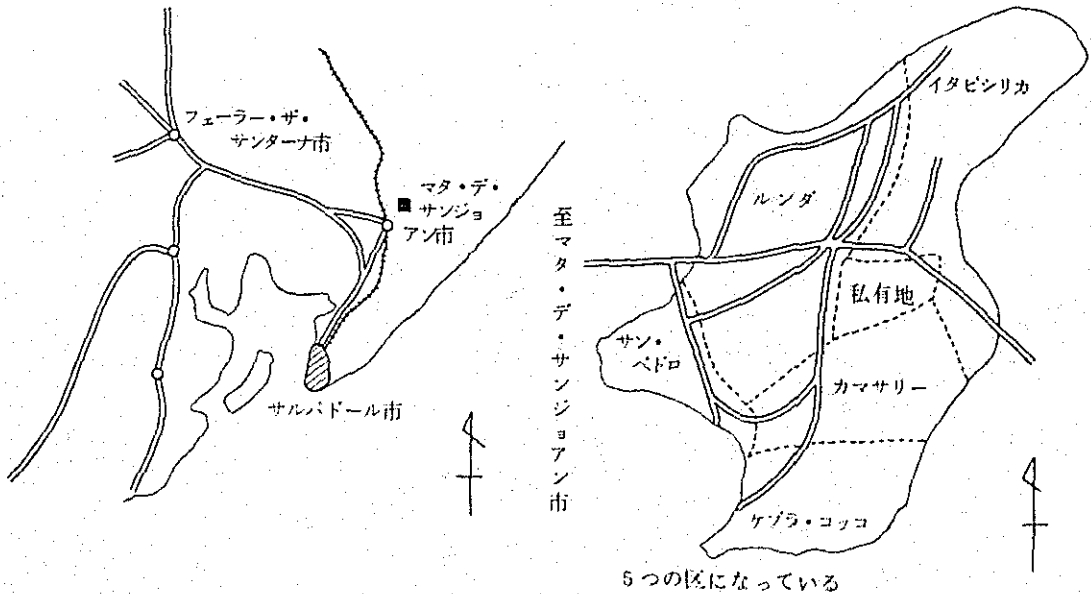 フェーラー・ザ・
サンターナ市
マタ・デ・
サンジョ
アン市
サルバドール市
至マタ・デ・サンジョアン市
イタピシリカ
ルンダ
私有地
サン・
ペドロ
カマサリー
ケブラ・コッコ
5つの区になっている